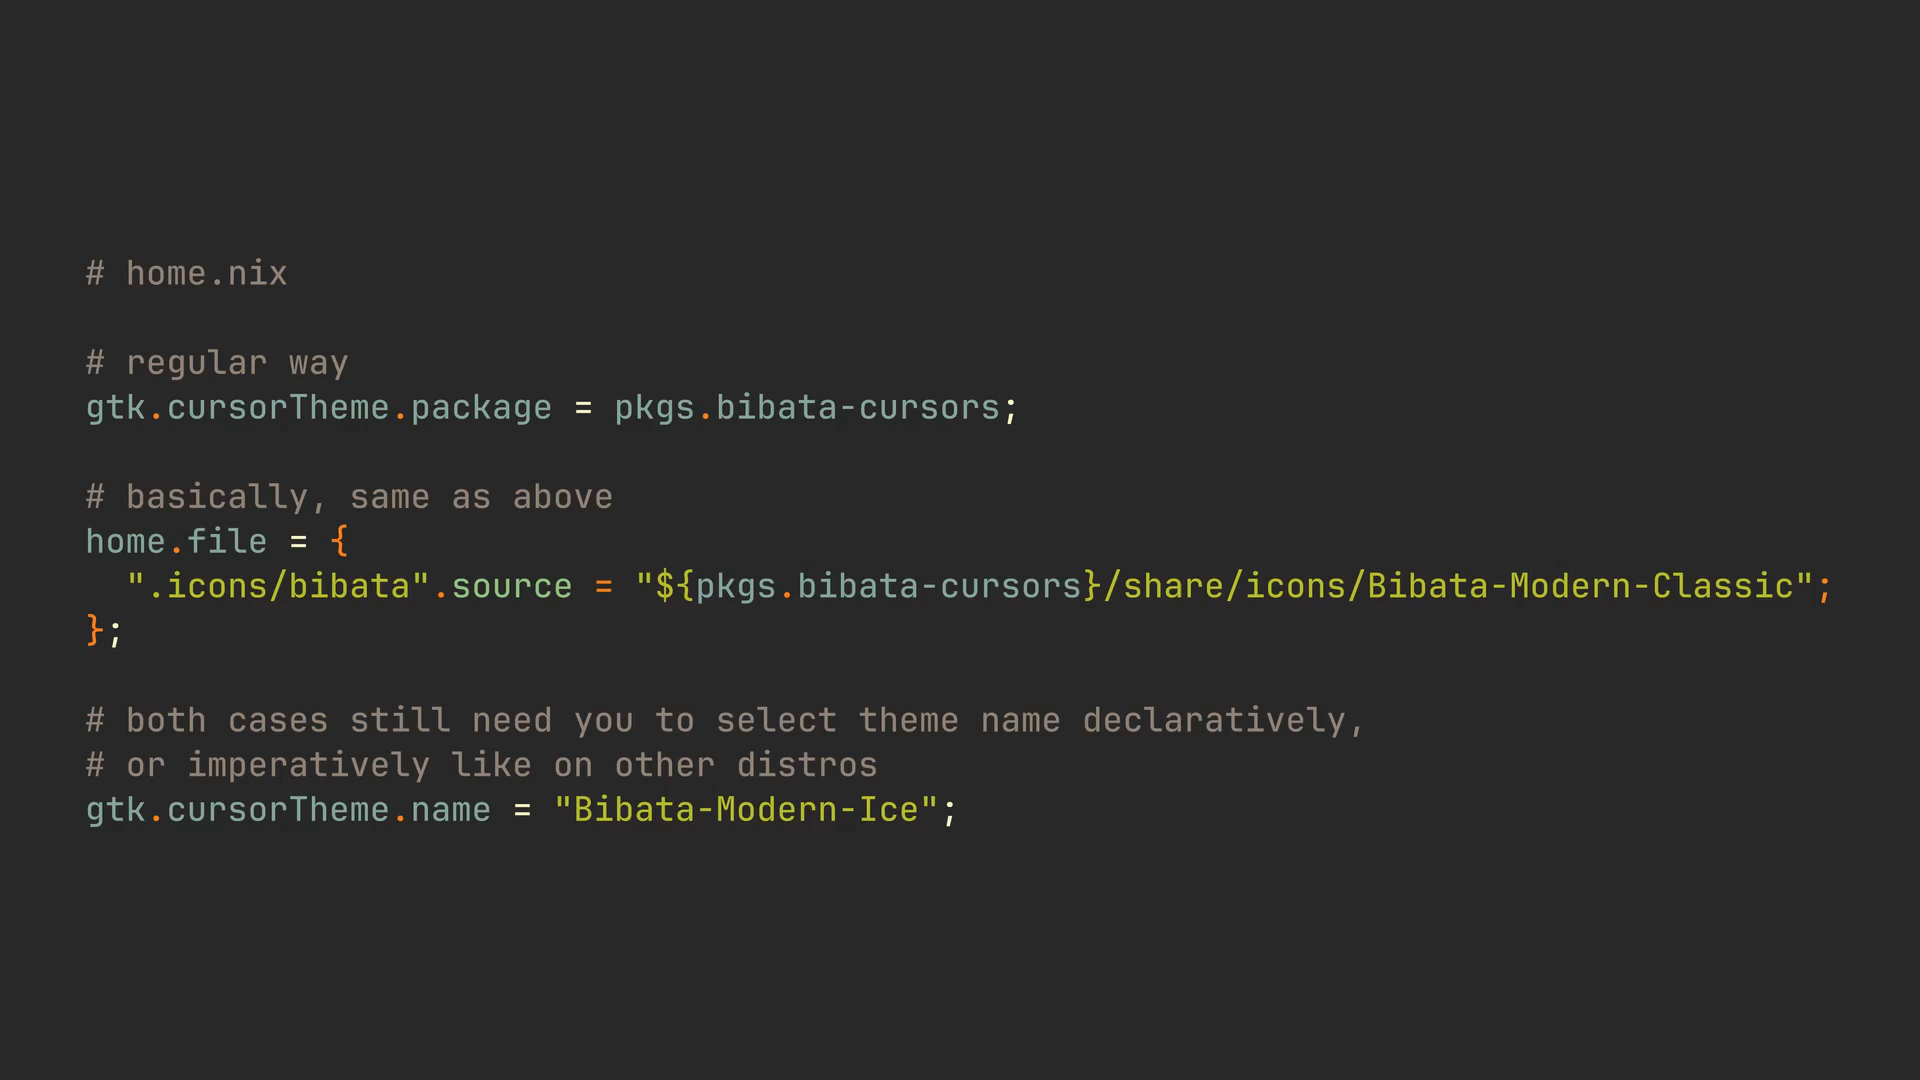 # home.nix
# regular way
gtk.cursorTheme.package = pkgs.bibata-cursors;
# basically, same as above
home.file = {
  ".icons/bibata".source = "${pkgs.bibata-cursors}/share/icons/Bibata-Modern-Classic";
};
# both cases still need you to select theme name declaratively,
# or imperatively like on other distros
gtk.cursorTheme.name = "Bibata-Modern-Ice";